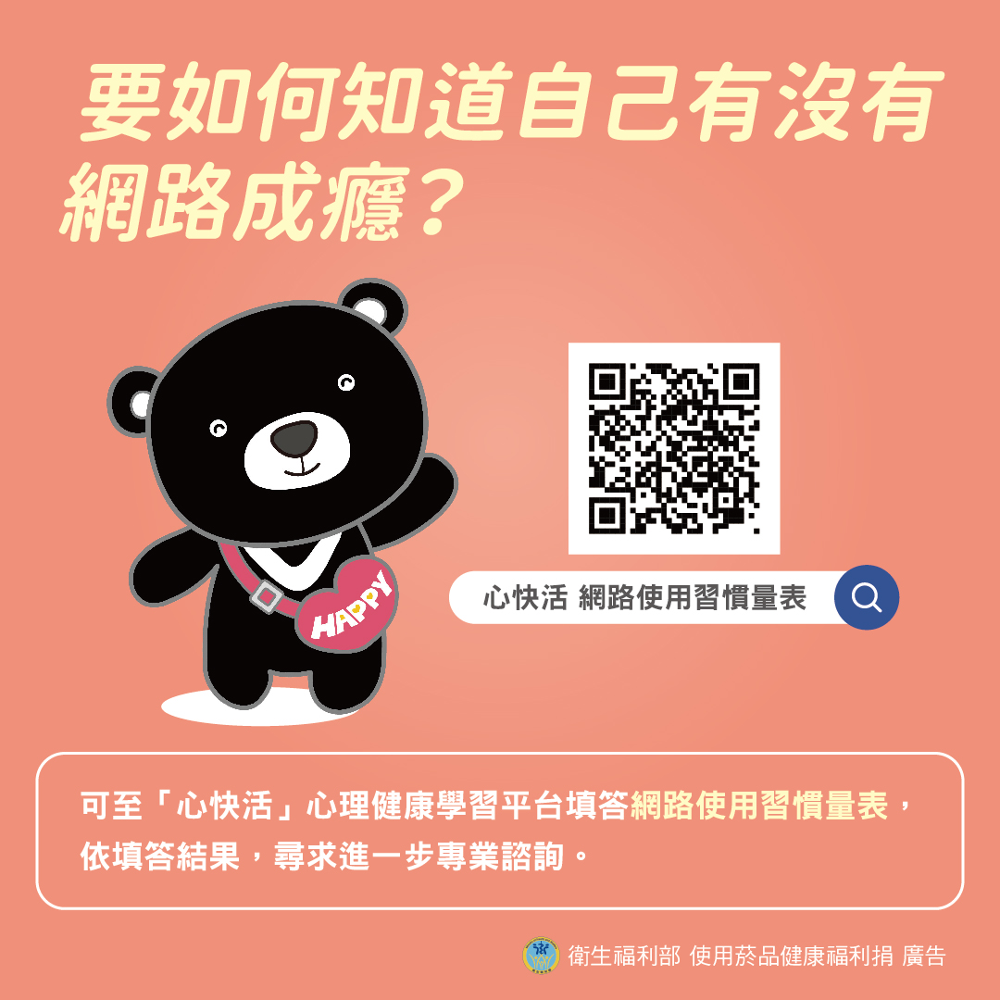 要如何知道自己有沒有
網路成癮？
HAPPY
心快活 網路使用習慣量表
可至「心快活」心理健康學習平台填答網路使用習慣量表，
依填答結果，尋求進一步專業諮詢。
衛生福利部 使用菸品健康福利捐 廣告